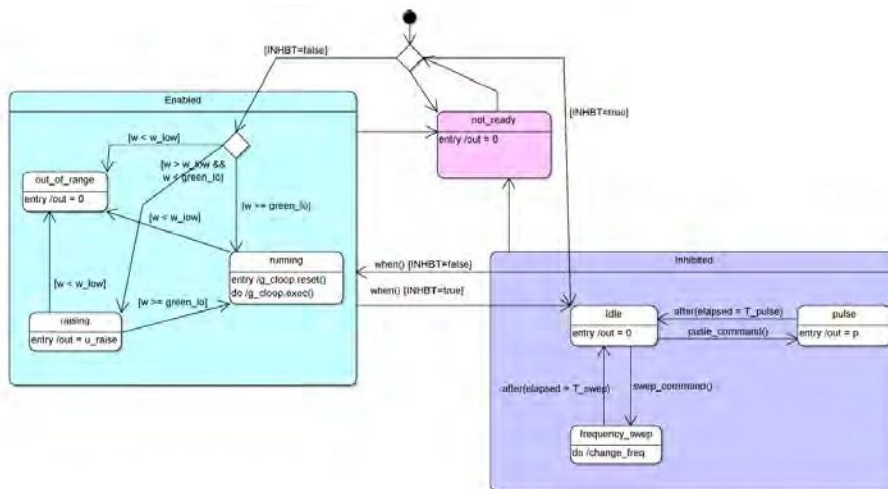 [INHBT=false]
[INHBT=true]
Enabled
not_ready
entry /out = 0
[w < w_low]
[w > w_low &&
w < green_lo]
out_of_range
entry /out = 0
[w >= green_lo]
[w < w_low]
running
entry /g_cloop.reset()
do /g_cloop.exec()
[w < w_low]
[w >= green_lo]
raising
entry /out = u_raise
when() [INHBT=false]
when() [INHBT=true]
Inhibited
idle
entry /out = 0
after(elapsed = T_pulse)
pulse_command()
pulse
entry /out = p
after(elapsed = T_swep)
swep_command()
frequency_swep
do /change_freq